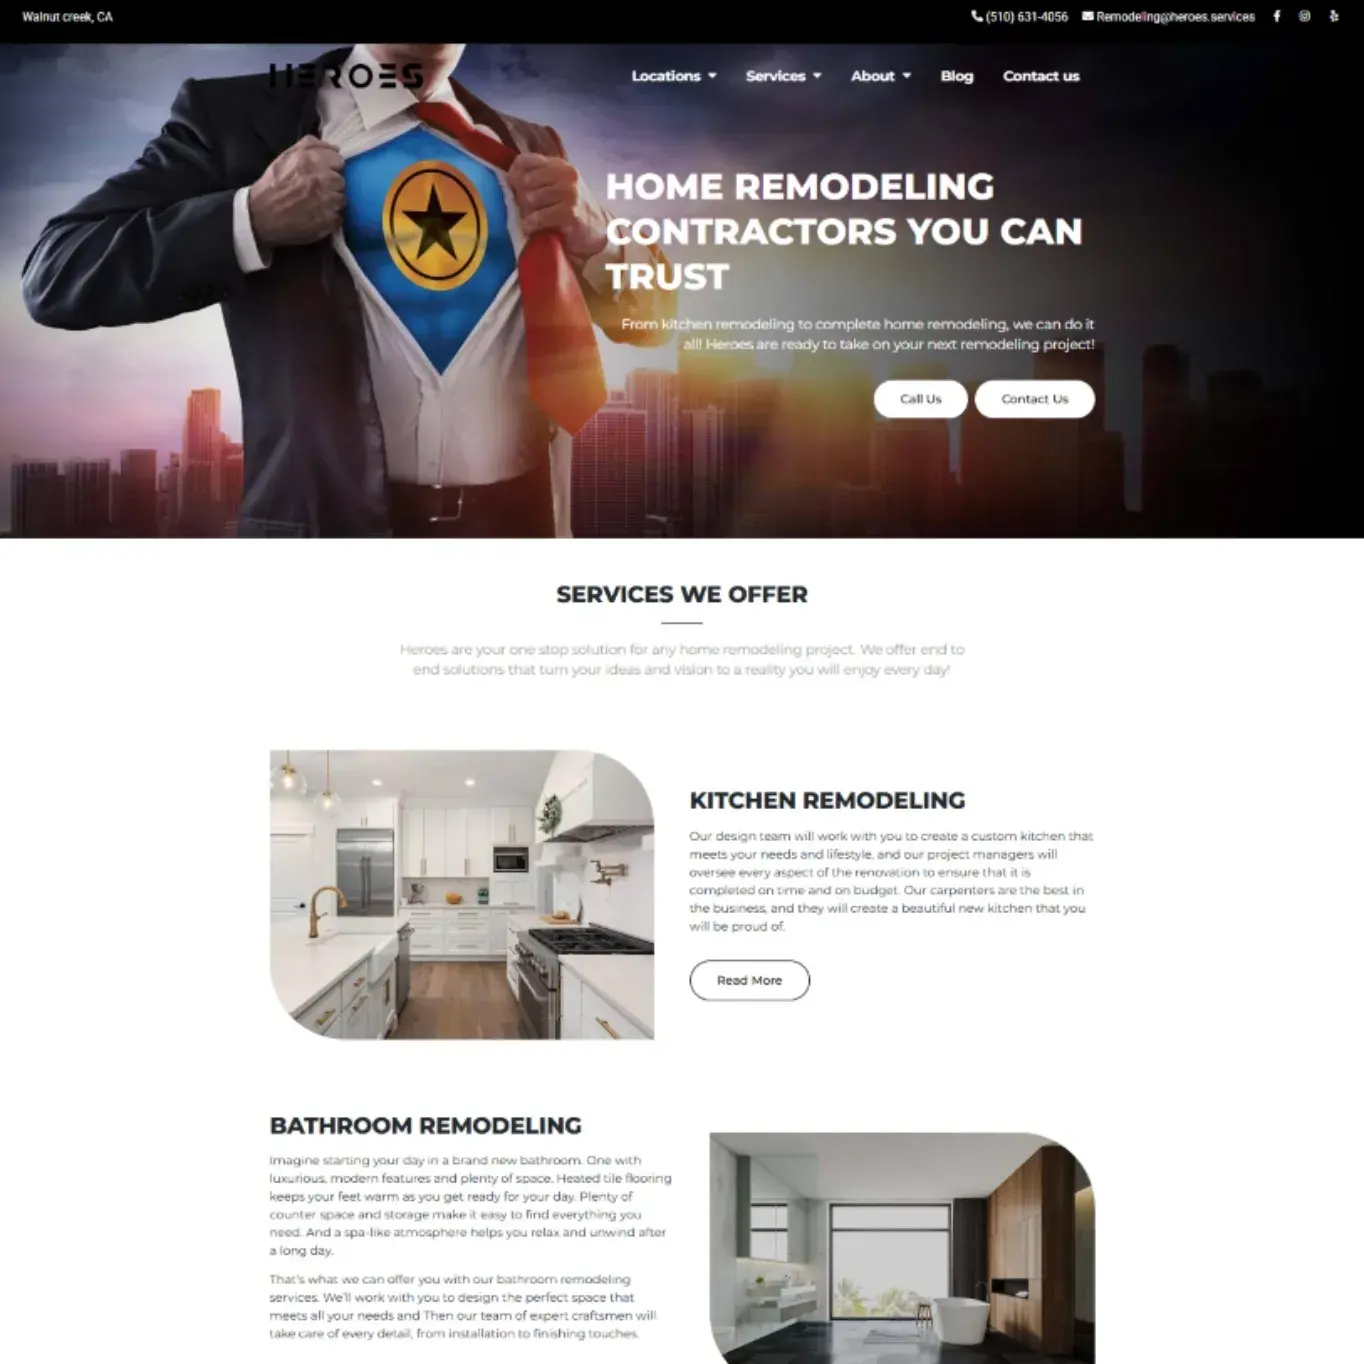 Walnut creek, CA
(510) 631-4056 Remodeling@heroes.services
HEROES
Locations Services About Blog Contact us
HOME REMODELING
CONTRACTORS YOU CAN
TRUST
From kitchen remodeling to complete home remodeling, we can do it
all! Heroes are ready to take on your next remodeling project!
Call Us Contact Us
SERVICES WE OFFER
Heroes are your one stop solution for any home remodeling project. We offer end to
end solutions that turn your ideas and vision to a reality you will enjoy every day!
KITCHEN REMODELING
Our design team will work with you to create a custom kitchen that
meets your needs and lifestyle, and our project managers will
oversee every aspect of the renovation to ensure that it is
completed on time and on budget. Our carpenters are the best in
the business, and they will create a beautiful new kitchen that you
will be proud of.
Read More
BATHROOM REMODELING
Imagine starting your day in a brand new bathroom. One with
luxurious, modern features and plenty of space. Heated tile flooring
keeps your feet warm as you get ready for your day. Plenty of
counter space and storage make it easy to find everything you
need. And a spa-like atmosphere helps you relax and unwind after
a long day.
That's what we can offer you with our bathroom remodeling
services. We'll work with you to design the perfect space that
meets all your needs and Then our team of expert craftsmen will
take care of every detail, from installation to finishing touches.